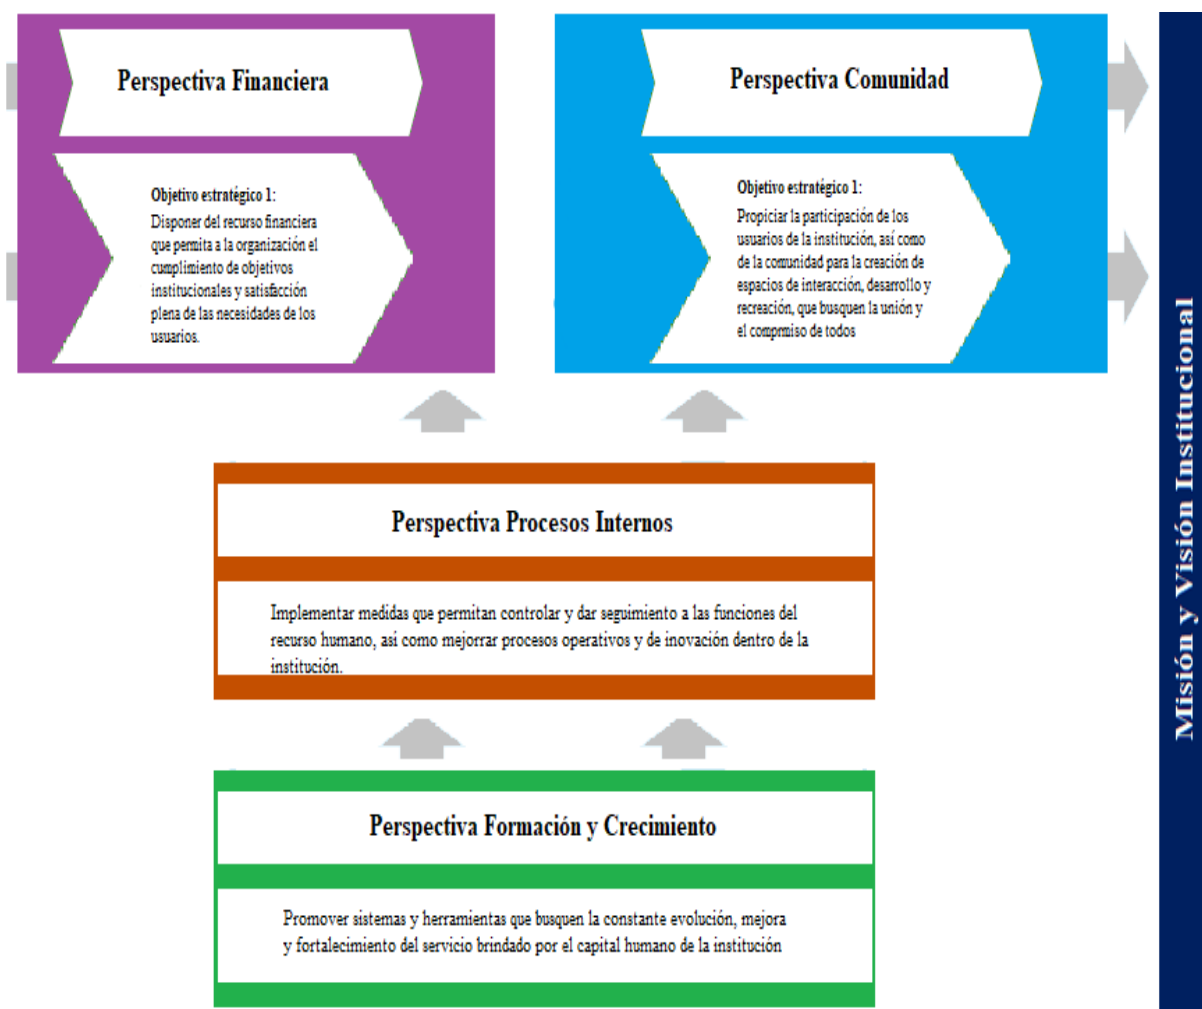 Perspectiva Financiera
Objetivo estratégico 1:
Disponer del recurso financiera
que permita a la organización el
cumplimiento de objetivos
institucionales y satisfacción
plena de las necesidades de los
usuarios.
Perspectiva Comunidad
Objetivo estratégico 1:
Propiciar la participación de los
usuarios de la institución, así como
de la comunidad para la creación de
espacios de interacción, desarrollo y
recreación, que busquen la unión y
el compmiso de todos
Perspectiva Procesos Internos
Implementar medidas que permitan controlar y dar seguimiento a las funciones del
recurso humano, así como mejorrar procesos operativos y de inovación dentro de la
institución.
Perspectiva Formación y Crecimiento
Promover sistemas y herramientas que busquen la constante evolución, mejora
y fortalecimiento del servicio brindado por el capital humano de la institución
Misión y Visión Institucional